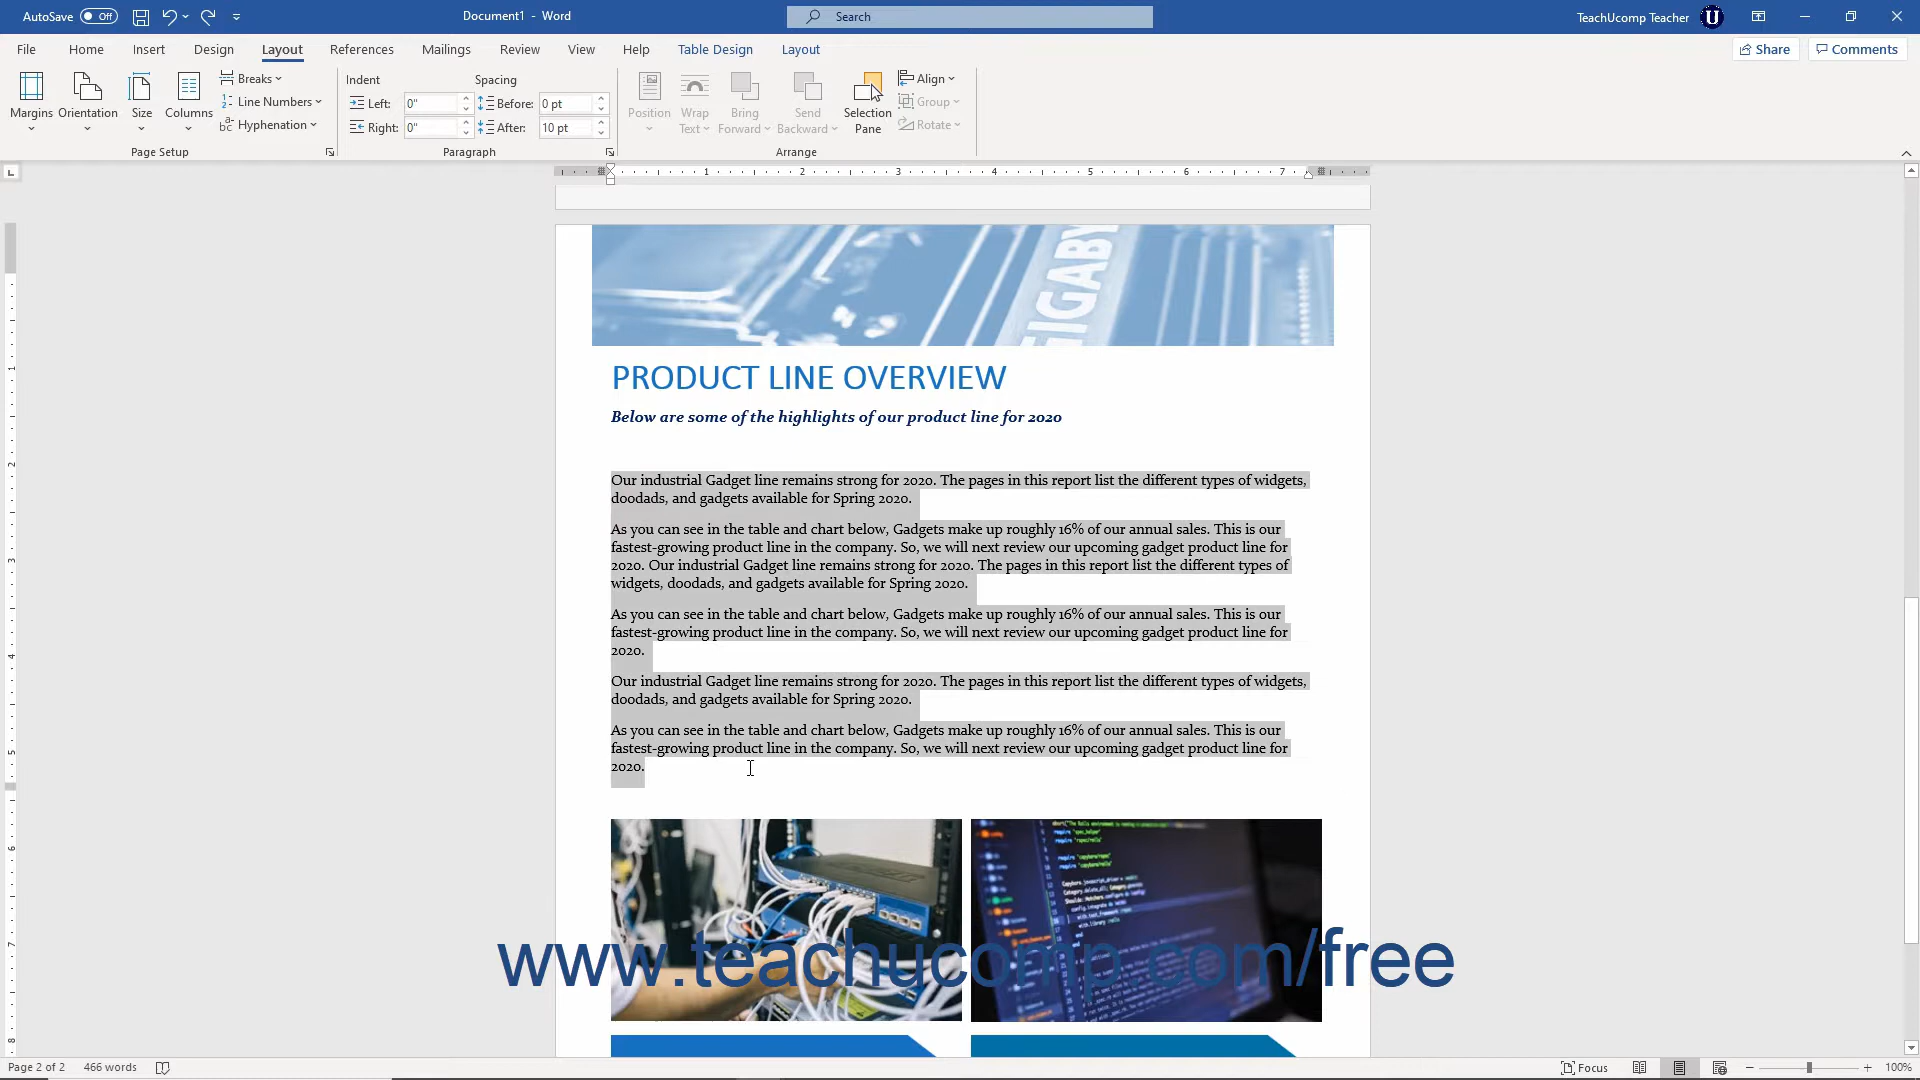 AutoSave Off
Document1 - Word
Search
TeachUcomp Teacher
U
File Home Insert Design Layout References Mailings Review View Help Table Design Layout
Share Comments
Margins
Orientation
Size
Columns
Breaks
Line Numbers
Hyphenation
Page Setup
Indent
Left: 0"
Right: 0"
Spacing
Before: 0 pt
After: 10 pt
Paragraph
Position
Wrap
Text
Bring
Forward
Send
Backward
Selection
Pane
Align
Group
Rotate
Arrange
1 2 3 4 5 6 7
GIGABY
PRODUCT LINE OVERVIEW
Below are some of the highlights of our product line for 2020
Our industrial Gadget line remains strong for 2020. The pages in this report list the different types of widgets,
doodads, and gadgets available for Spring 2020.
As you can see in the table and chart below, Gadgets make up roughly 16% of our annual sales. This is our
fastest-growing product line in the company. So, we will next review our upcoming gadget product line for
2020. Our industrial Gadget line remains strong for 2020. The pages in this report list the different types of
widgets, doodads, and gadgets available for Spring 2020.
As you can see in the table and chart below, Gadgets make up roughly 16% of our annual sales. This is our
fastest-growing product line in the company. So, we will next review our upcoming gadget product line for
2020.
Our industrial Gadget line remains strong for 2020. The pages in this report list the different types of widgets,
doodads, and gadgets available for Spring 2020.
As you can see in the table and chart below, Gadgets make up roughly 16% of our annual sales. This is our
fastest-growing product line in the company. So, we will next review our upcoming gadget product line for
2020.
www.teachucomp.com/free
Page 2 of 2 466 words
Focus
100%